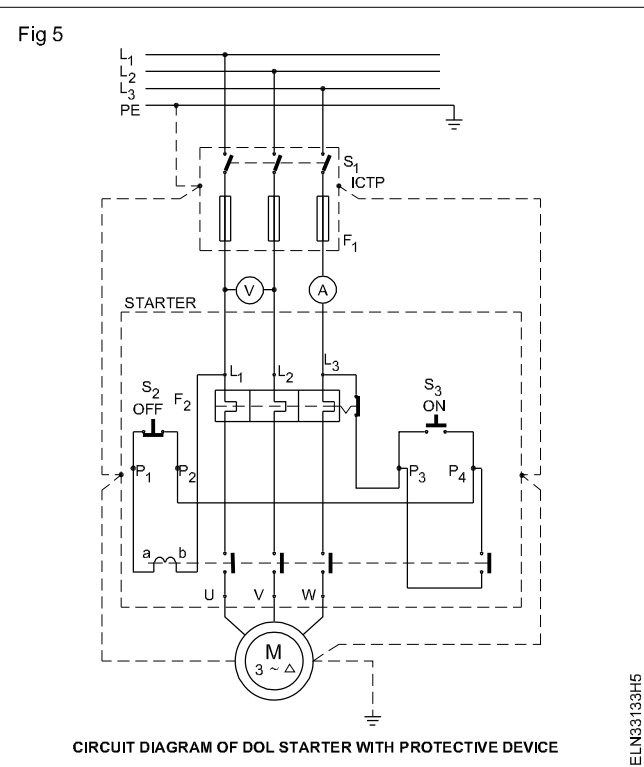 Fig 5
L1
L2
L3
PE
S1
ICTP
F1
V
A
STARTER
L1
L2
L3
S2
OFF
F2
S3
ON
P1
P2
P3
P4
a
b
U
V
W
M
3 ~ △
CIRCUIT DIAGRAM OF DOL STARTER WITH PROTECTIVE DEVICE
ELN33133H5